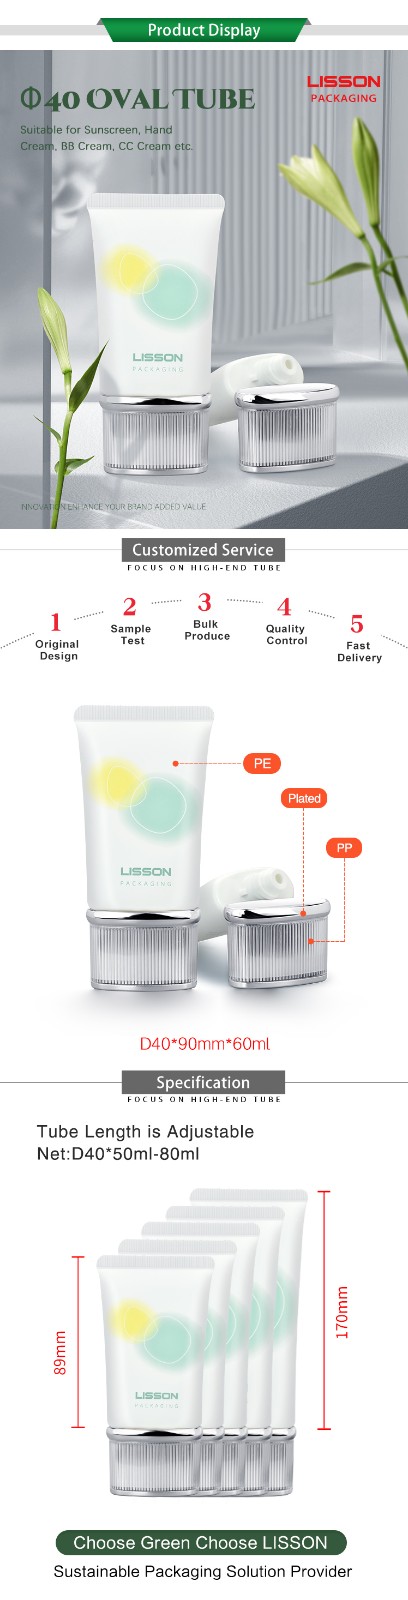 Product Display
Φ40 OVAL TUBE
LISSON
PACKAGING
Suitable for Sunscreen, Hand
Cream, BB Cream, CC Cream etc.
LISSON
PACKAGING
INNOVATION ENHANCE YOUR BRAND ADDED VALUE
Customized Service
FOCUS ON HIGH-END TUBE
1
Original
Design
2
Sample
Test
3
Bulk
Produce
4
Quality
Control
5
Fast
Delivery
PE
Plated
PP
LISSON
PACKAGING
D40*90mm*60ml
Specification
FOCUS ON HIGH-END TUBE
Tube Length is Adjustable
Net:D40*50ml-80ml
89mm
170mm
LISSON
PACKAGING
Choose Green Choose LISSON
Sustainable Packaging Solution Provider